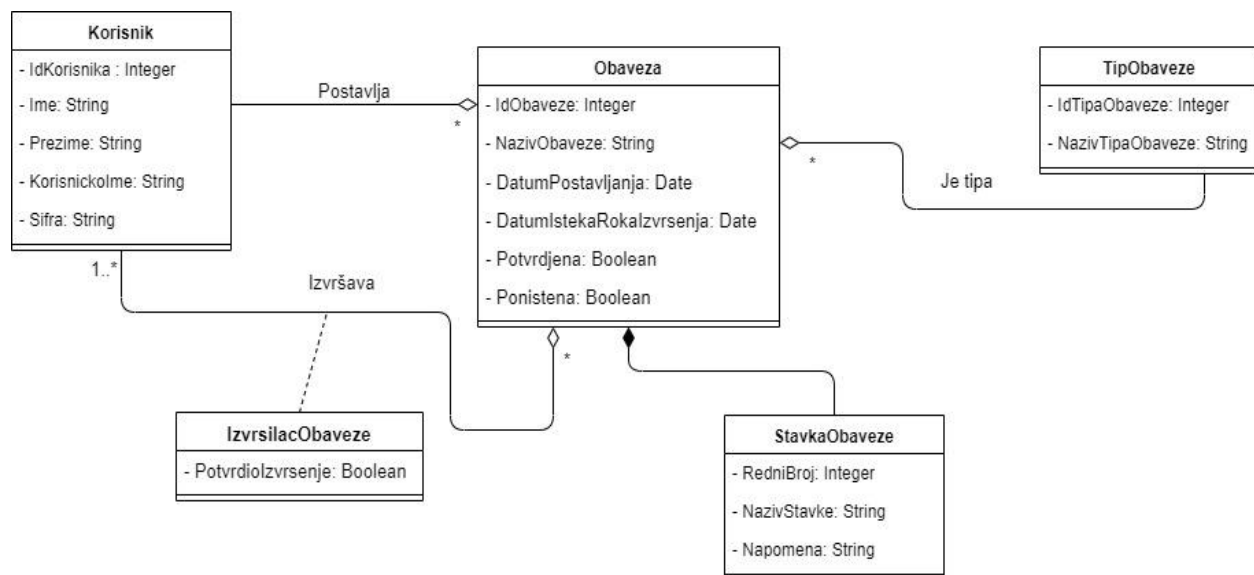 Korisnik
- IdKorisnika : Integer
- Ime: String
- Prezime: String
- KorisnickoIme: String
- Sifra: String
Postavlja
*
Obaveza
- IdObaveze: Integer
- NazivObaveze: String
- DatumPostavljanja: Date
- DatumIstekaRokaIzvrsenja: Date
- Potvrdjena: Boolean
- Ponistena: Boolean
*
Je tipa
TipObaveze
- IdTipaObaveze: Integer
- NazivTipaObaveze: String
1..*
Izvršava
*
IzvrsilacObaveze
- PotvrdioIzvrsenje: Boolean
StavkaObaveze
- RedniBroj: Integer
- NazivStavke: String
- Napomena: String